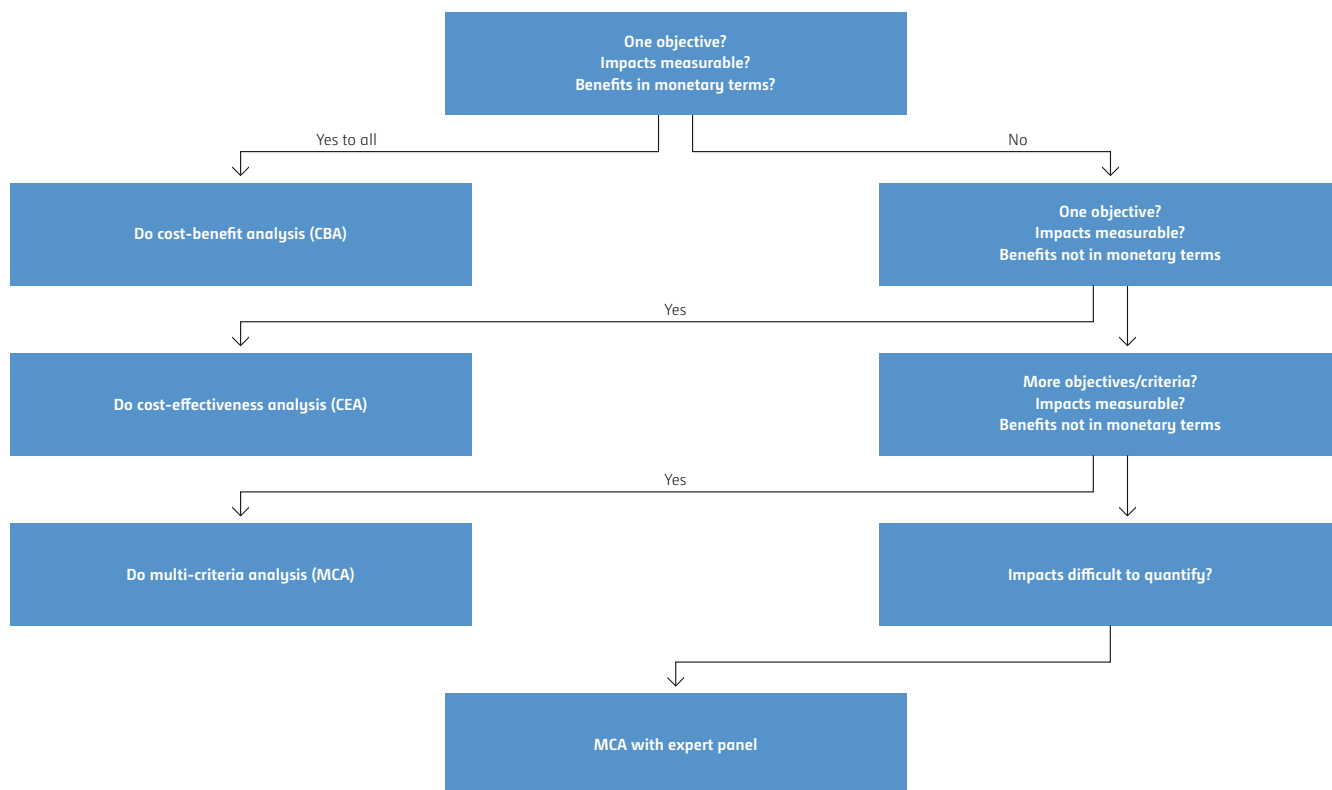 One objective?
Impacts measurable?
Benefits in monetary terms?
Yes to all
No
Do cost-benefit analysis (CBA)
One objective?
Impacts measurable?
Benefits not in monetary terms
Yes
Do cost-effectiveness analysis (CEA)
More objectives/criteria?
Impacts measurable?
Benefits not in monetary terms
Yes
Do multi-criteria analysis (MCA)
Impacts difficult to quantify?
MCA with expert panel